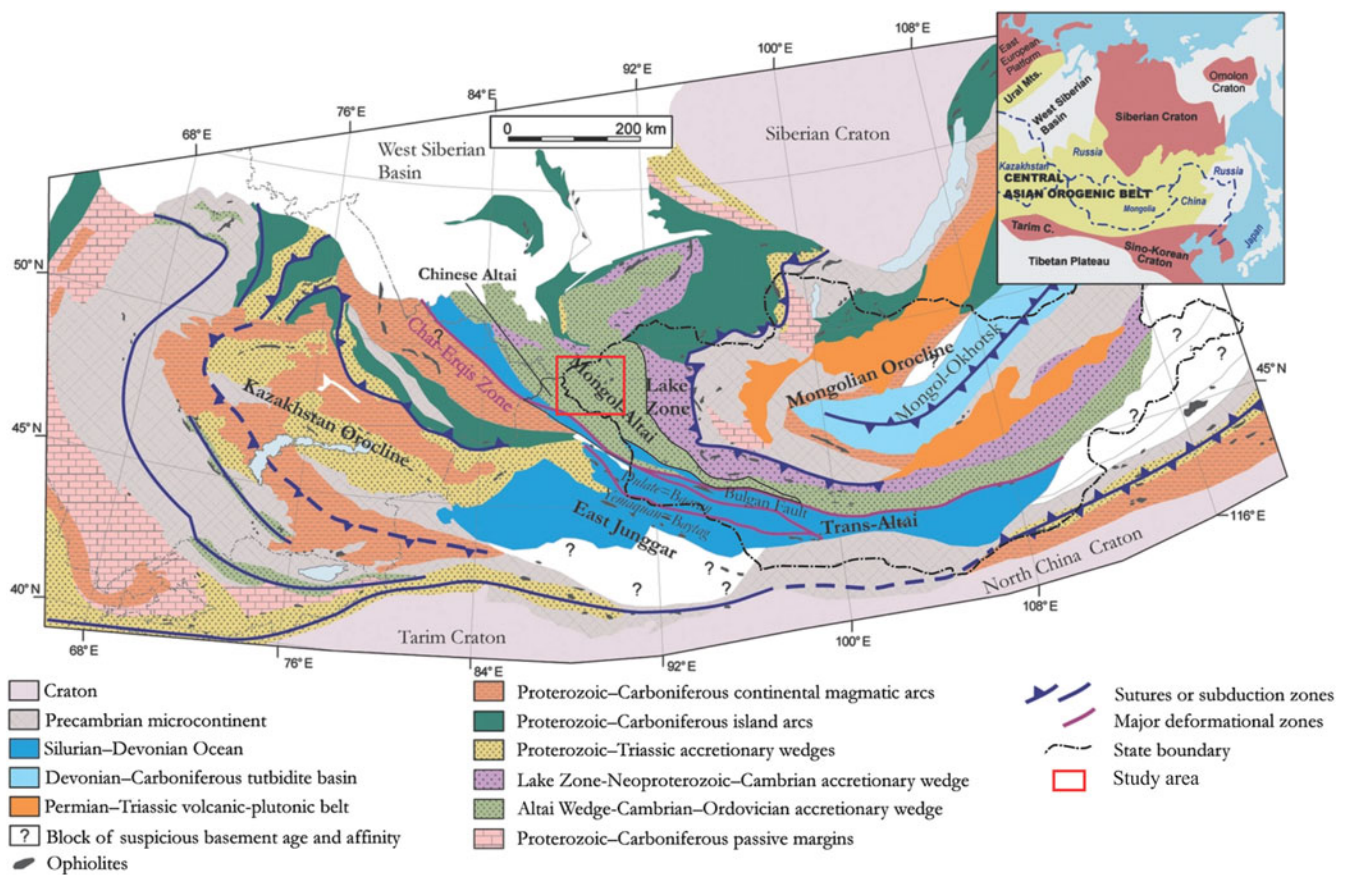 108° E
100° E
92° E
84° E
76° E
68° E
0 200 km
West Siberian
Basin
Siberian Craton
East
European
Platform
Ural Mts.
West Siberian
Basin
Omolon
Craton
Siberian Craton
Russia
Kazakhstan
Russia
CENTRAL
ASIAN OROGENIC BELT
Mongolia
China
Japan
Tarim C.
Sino-Korean
Craton
Tibetan Plateau
50° N
45° N
40° N
Chinese Altai
Char-Erqis Zone
?
Mongol-Altai
Lake
Zone
Mongolian Orocline
?
Mongol-Okhotsk
?
?
?
45° N
Kazakhstan Orocline
Bulgan Fault
East Junggar
Trans-Altai
?
?
?
116° E
North China Craton
Tarim Craton
68° E
76° E
84° E
92° E
100° E
108° E
Craton
Precambrian microcontinent
Silurian–Devonian Ocean
Devonian–Carboniferous tutbidite basin
Permian–Triassic volcanic-plutonic belt
? Block of suspicious basement age and affinity
Ophiolites
Proterozoic–Carboniferous continental magmatic arcs
Proterozoic–Carboniferous island arcs
Proterozoic–Triassic accretionary wedges
Lake Zone-Neoproterozoic–Cambrian accretionary wedge
Altai Wedge-Cambrian–Ordovician accretionary wedge
Proterozoic–Carboniferous passive margins
Sutures or subduction zones
Major deformational zones
State boundary
Study area